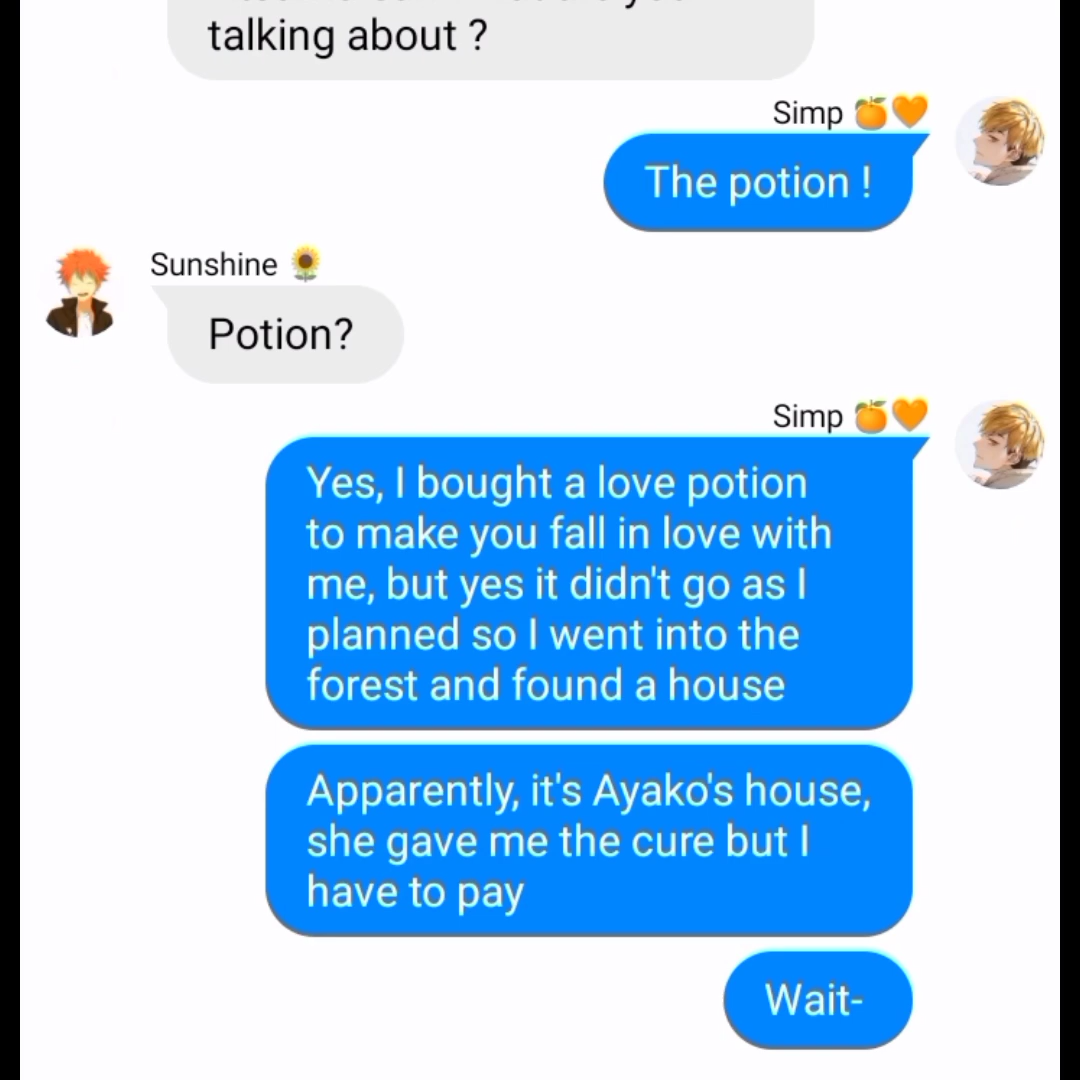 talking about ?
Simp 🍊🧡
The potion !
Sunshine 🌻
Potion?
Simp 🍊🧡
Yes, I bought a love potion
to make you fall in love with
me, but yes it didn't go as I
planned so I went into the
forest and found a house
Apparently, it's Ayako's house,
she gave me the cure but I
have to pay
Wait-